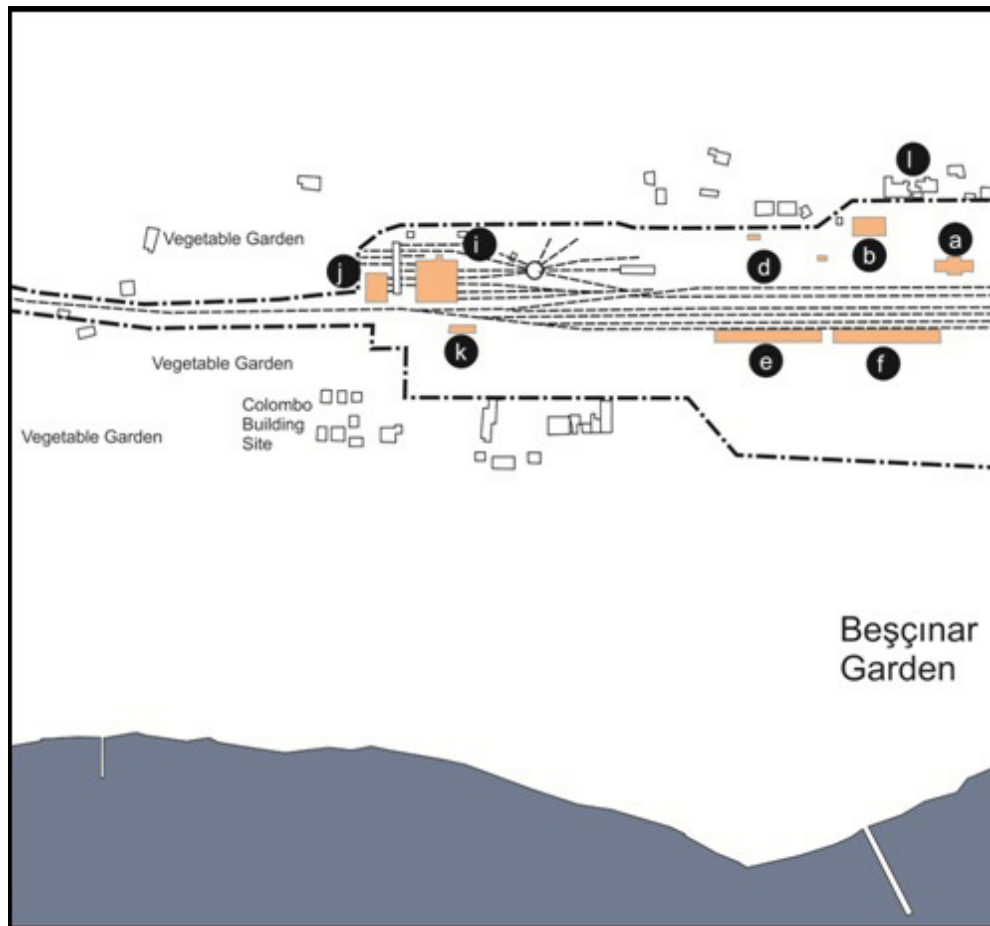 l
Vegetable Garden
i
a
b
j
d
k
e
f
Vegetable Garden
Colombo
Building
Site
Vegetable Garden
Beşçınar
Garden